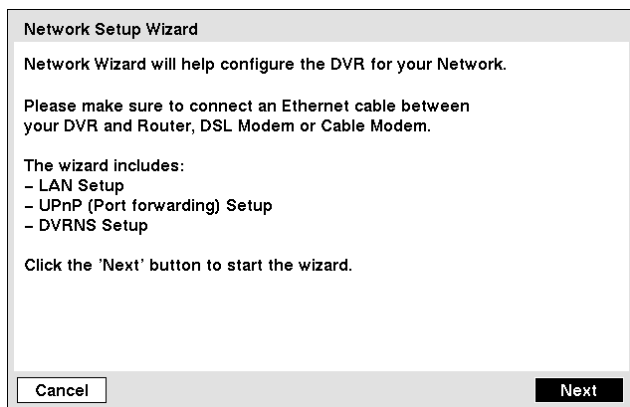 Network Setup Wizard
Network Wizard will help configure the DVR for your Network.
Please make sure to connect an Ethernet cable between
your DVR and Router, DSL Modem or Cable Modem.
The wizard includes:
– LAN Setup
– UPnP (Port forwarding) Setup
– DVRNS Setup
Click the 'Next' button to start the wizard.
Cancel Next